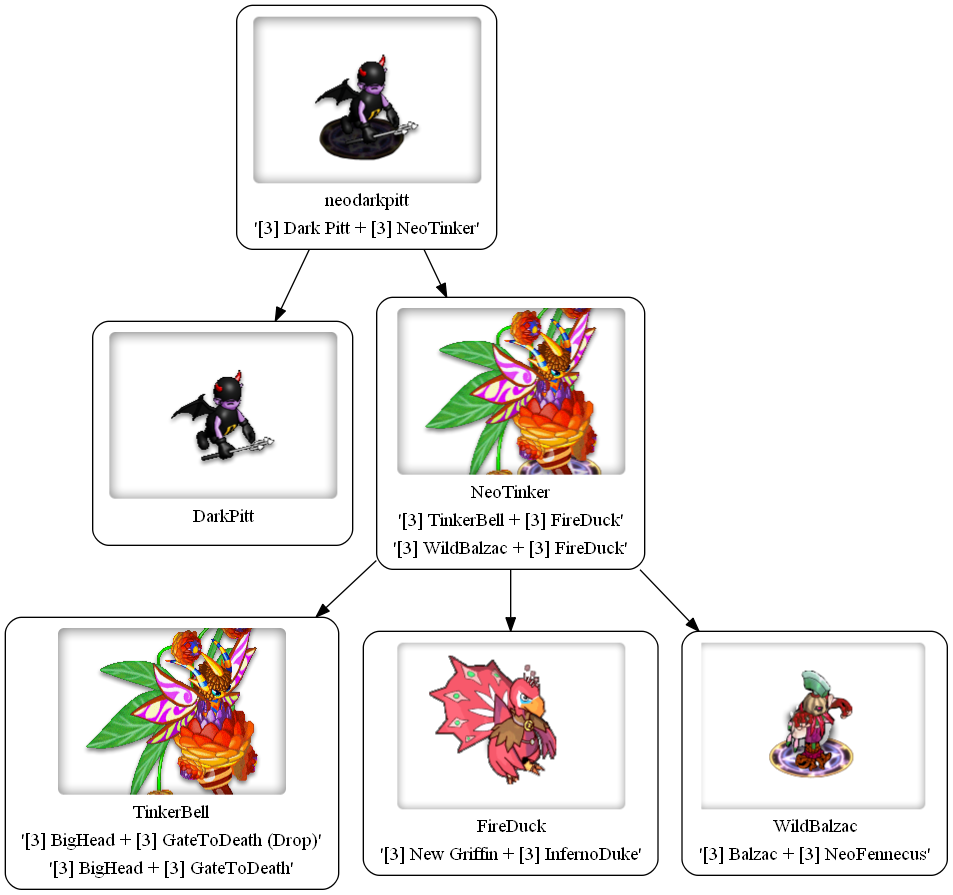 neodarkpitt
'[3] Dark Pitt + [3] NeoTinker'
DarkPitt
NeoTinker
'[3] TinkerBell + [3] FireDuck'
'[3] WildBalzac + [3] FireDuck'
TinkerBell
'[3] BigHead + [3] GateToDeath (Drop)'
'[3] BigHead + [3] GateToDeath'
FireDuck
'[3] New Griffin + [3] InfernoDuke'
WildBalzac
'[3] Balzac + [3] NeoFennecus'